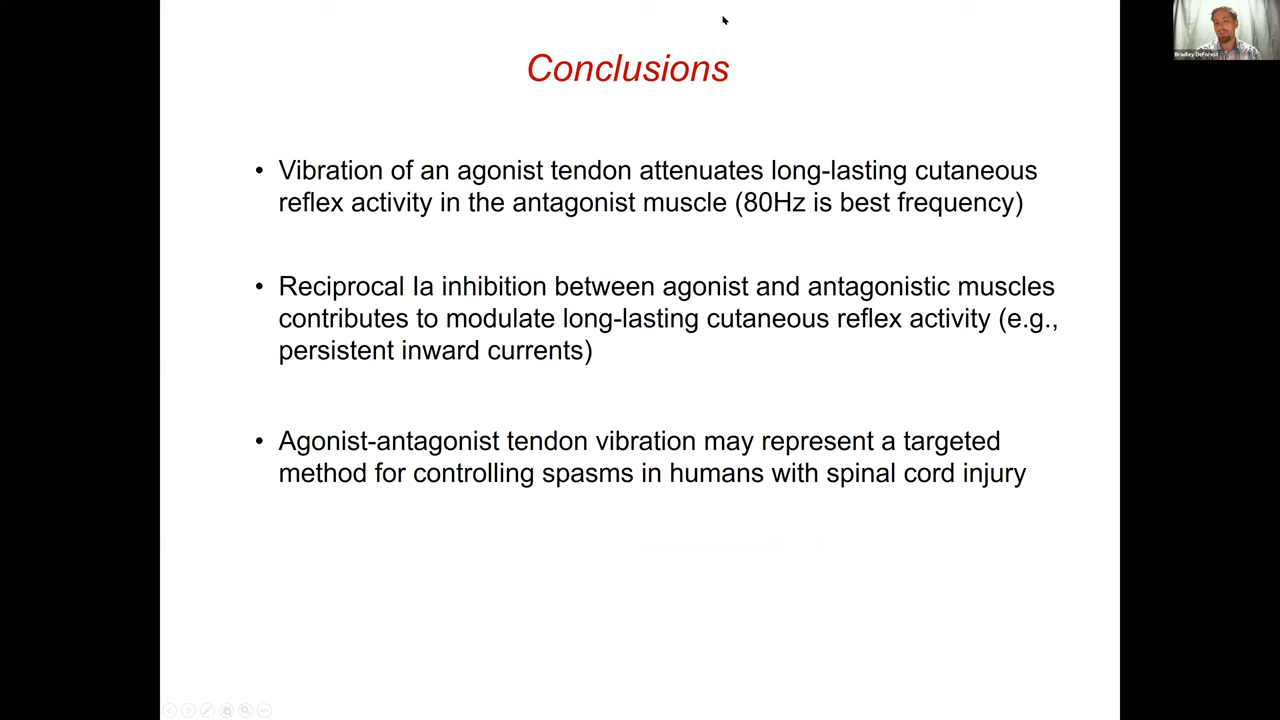 Conclusions
• Vibration of an agonist tendon attenuates long-lasting cutaneous
reflex activity in the antagonist muscle (80Hz is best frequency)
• Reciprocal Ia inhibition between agonist and antagonistic muscles
contributes to modulate long-lasting cutaneous reflex activity (e.g.,
persistent inward currents)
• Agonist-antagonist tendon vibration may represent a targeted
method for controlling spasms in humans with spinal cord injury
Bradley DeForest